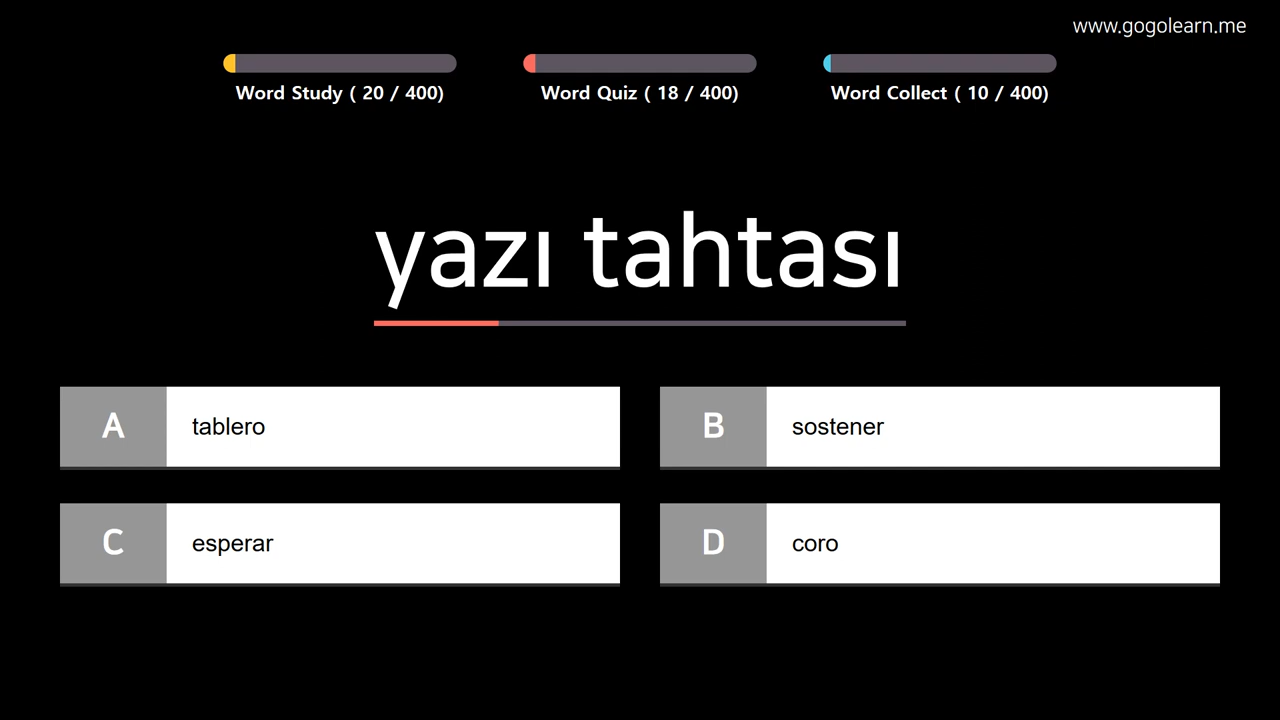 www.gogolearn.me
Word Study ( 20 / 400)
Word Quiz ( 18 / 400)
Word Collect ( 10 / 400)
yazı tahtası
A tablero
B sostener
C esperar
D coro